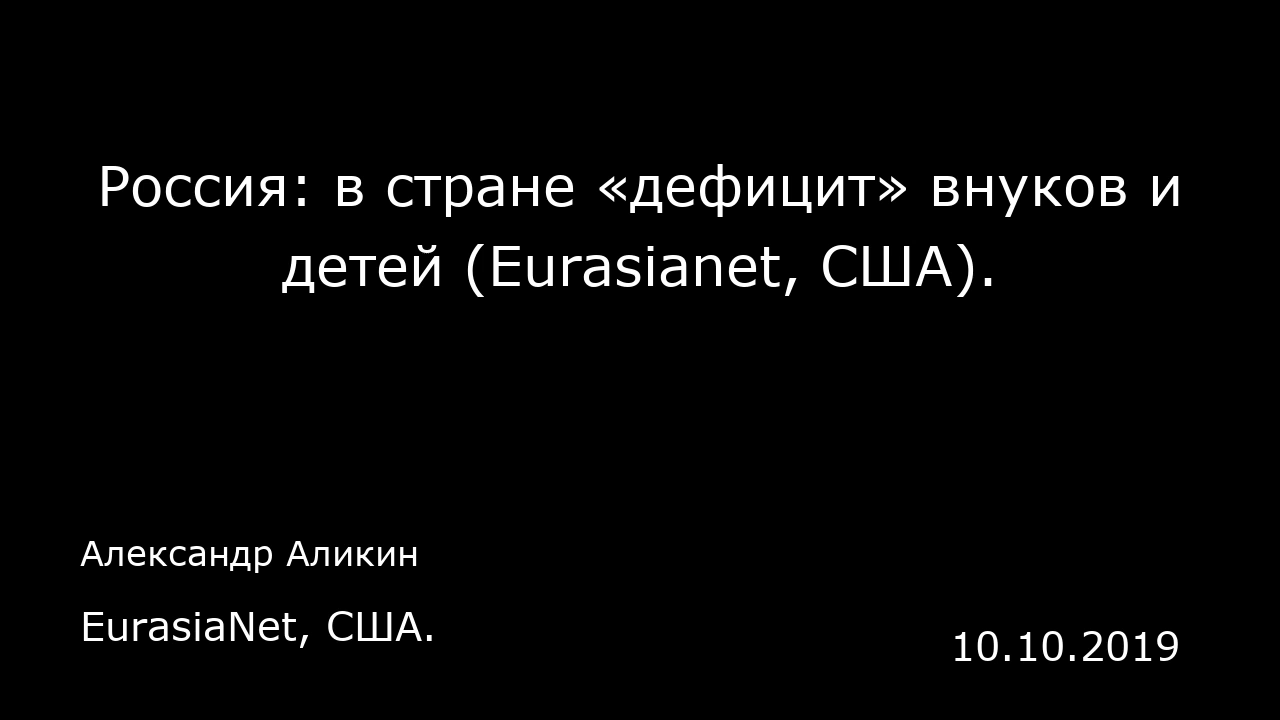 Россия: в стране «дефицит» внуков и
детей (Eurasianet, США).
Александр Аликин
EurasiaNet, США.
10.10.2019